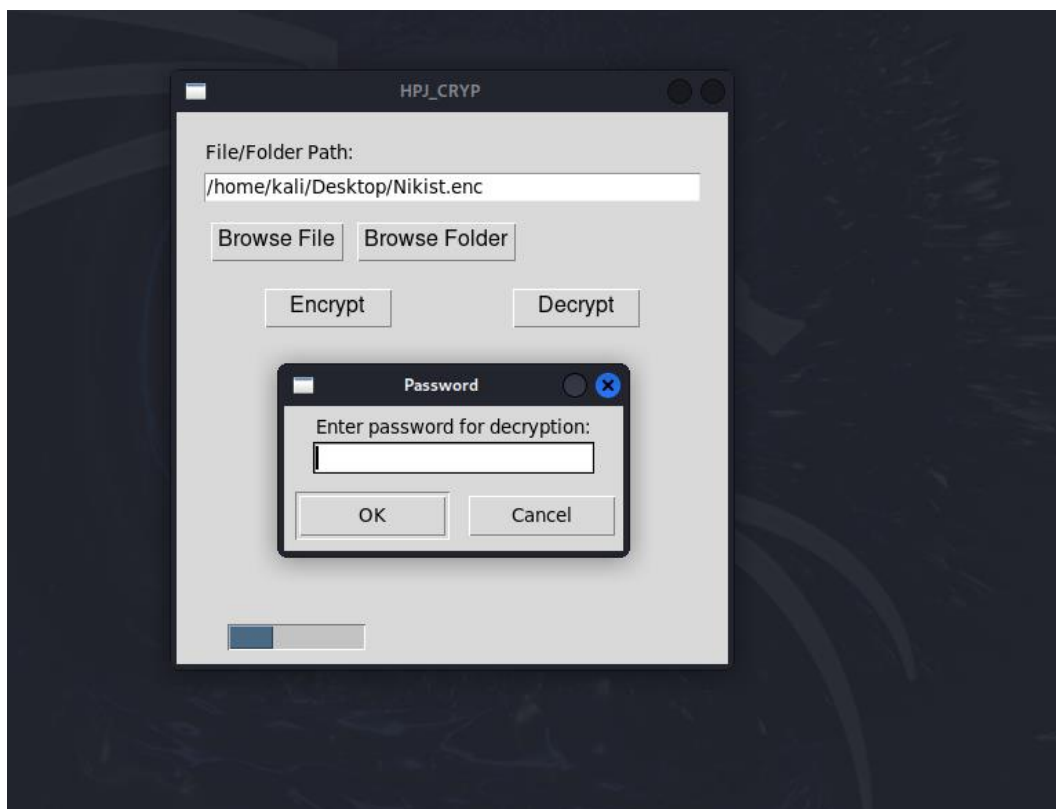 HPJ_CRYP
File/Folder Path:
/home/kali/Desktop/Nikist.enc
Browse File Browse Folder
Encrypt Decrypt
Password
Enter password for decryption:
OK Cancel